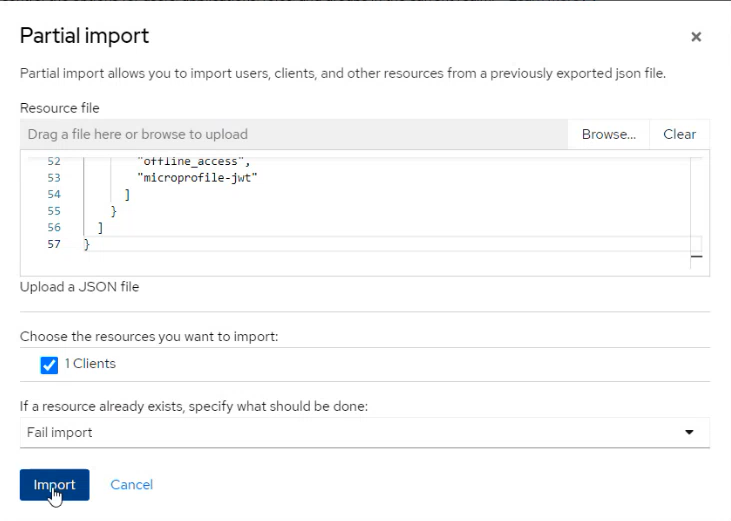 Partial import
Partial import allows you to import users, clients, and other resources from a previously exported json file.
Resource file
Drag a file here or browse to upload
Browse...
Clear
52 "offline_access",
53 "microprofile-jwt"
54 ]
55 }
56 ]
57 }
Upload a JSON file
Choose the resources you want to import:
1 Clients
If a resource already exists, specify what should be done:
Fail import
Import
Cancel